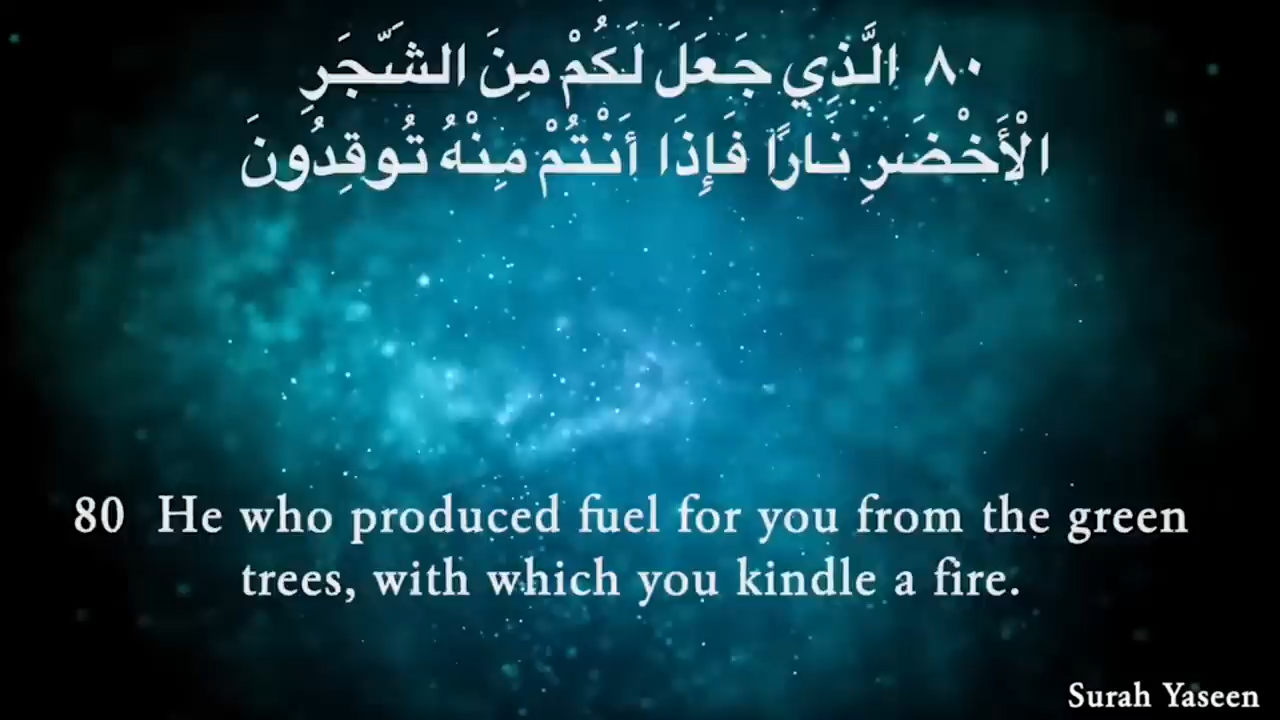 ٨٠ الَّذِي جَعَلَ لَكُمْ مِنَ الشَّجَرِ
الْأَخْضَرِ نَارًا فَإِذَا أَنْتُمْ مِنْهُ تُوقِدُونَ
80 He who produced fuel for you from the green
trees, with which you kindle a fire.
Surah Yaseen